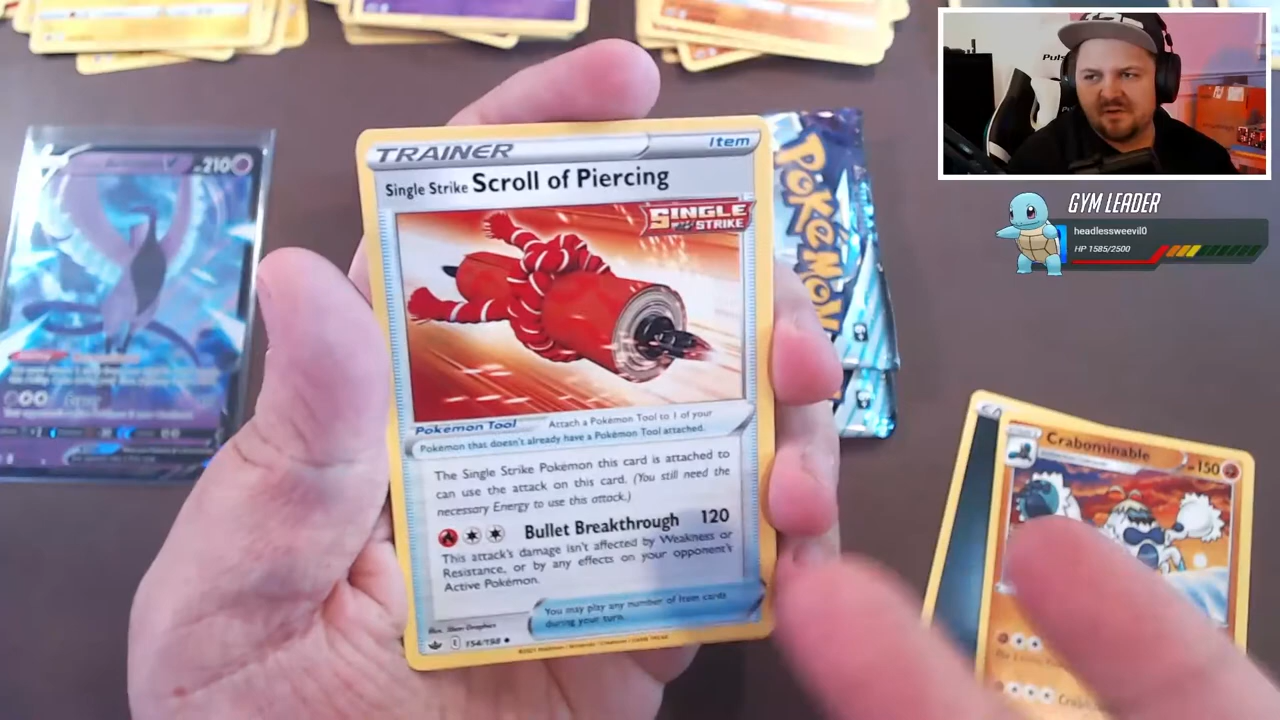 TRAINER
Item
Single Strike Scroll of Piercing
SINGLE
STRIKE
Pokémon Tool
Attach a Pokémon Tool to 1 of your
Pokémon that doesn't already have a Pokémon Tool attached.
The Single Strike Pokémon this card is attached to
can use the attack on this card. (You still need the
necessary Energy to use this attack.)
Bullet Breakthrough 120
This attack's damage isn't affected by Weakness or
Resistance, or by any effects on your opponent's
Active Pokémon.
You may play any number of Item cards
during your turn.
154/198
V 210
POKéMON
GYM LEADER
headlessweevil0
HP 1585/2500
Crabominable
150